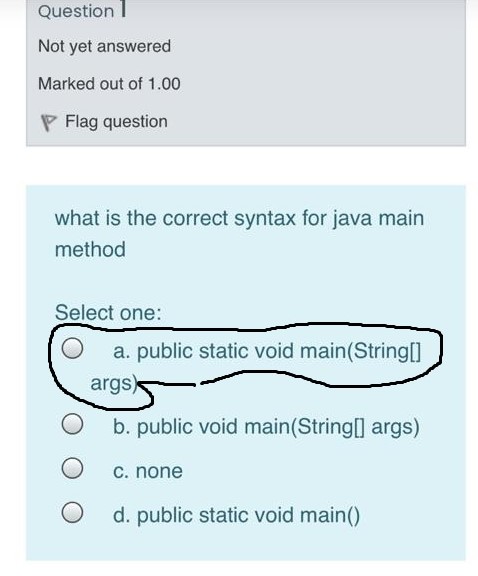 Question 1
Not yet answered
Marked out of 1.00
Flag question
what is the correct syntax for java main
method
Select one:
a. public static void main(String[]
args)
b. public void main(String[] args)
c. none
d. public static void main()